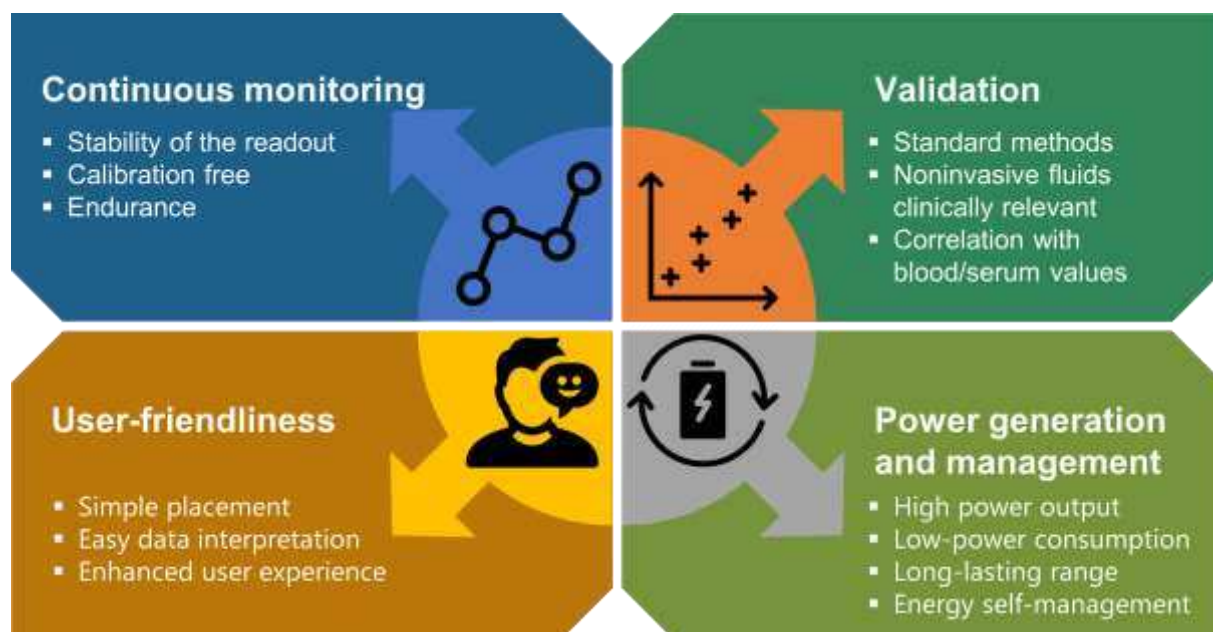 Continuous monitoring
▪ Stability of the readout
▪ Calibration free
▪ Endurance
Validation
▪ Standard methods
▪ Noninvasive fluids
clinically relevant
▪ Correlation with
blood/serum values
User-friendliness
▪ Simple placement
▪ Easy data interpretation
▪ Enhanced user experience
Power generation
and management
▪ High power output
▪ Low-power consumption
▪ Long-lasting range
▪ Energy self-management